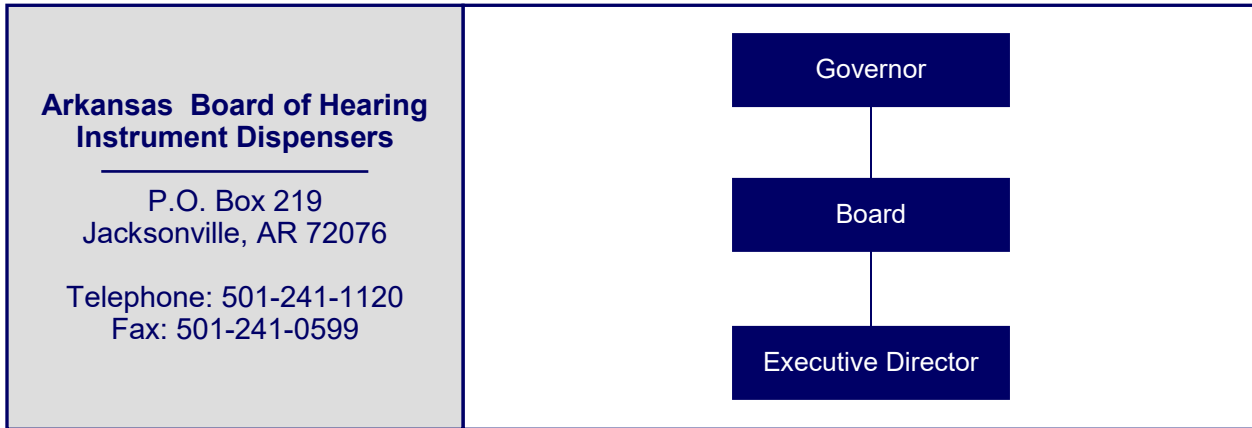 Arkansas Board of Hearing
Instrument Dispensers
P.O. Box 219
Jacksonville, AR 72076
Telephone: 501-241-1120
Fax: 501-241-0599
Governor
Board
Executive Director